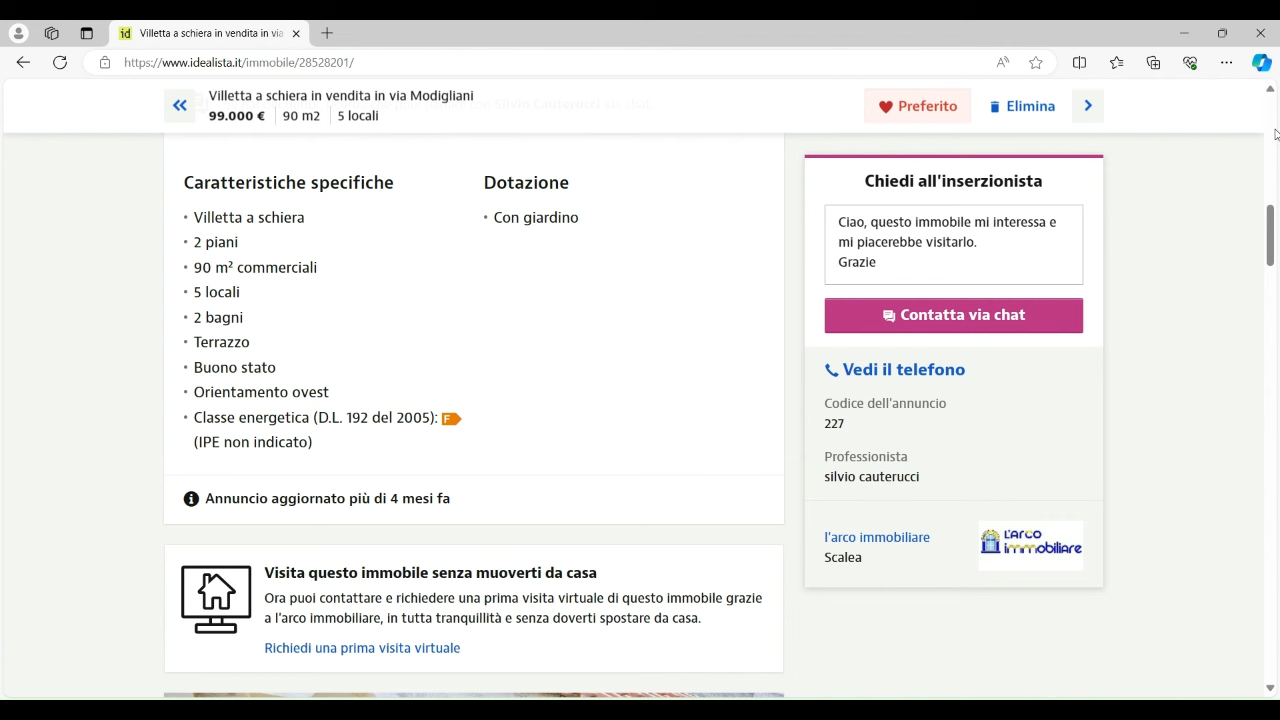 Villetta a schiera in vendita in via
https://www.idealista.it/immobile/28528201/
Villetta a schiera in vendita in via Modigliani
99.000 € 90 m2 5 locali
Preferito
Elimina
Caratteristiche specifiche
• Villetta a schiera
• 2 piani
• 90 m² commerciali
• 5 locali
• 2 bagni
• Terrazzo
• Buono stato
• Orientamento ovest
• Classe energetica (D.L. 192 del 2005): F
(IPE non indicato)
Dotazione
• Con giardino
Annuncio aggiornato più di 4 mesi fa
Visita questo immobile senza muoverti da casa
Ora puoi contattare e richiedere una prima visita virtuale di questo immobile grazie
a l'arco immobiliare, in tutta tranquillità e senza doverti spostare da casa.
Richiedi una prima visita virtuale
Chiedi all'inserzionista
Ciao, questo immobile mi interessa e
mi piacerebbe visitarlo.
Grazie
Contatta via chat
Vedi il telefono
Codice dell'annuncio
227
Professionista
silvio cauterucci
l'arco immobiliare
Scalea
L'ARCO
immobiliare